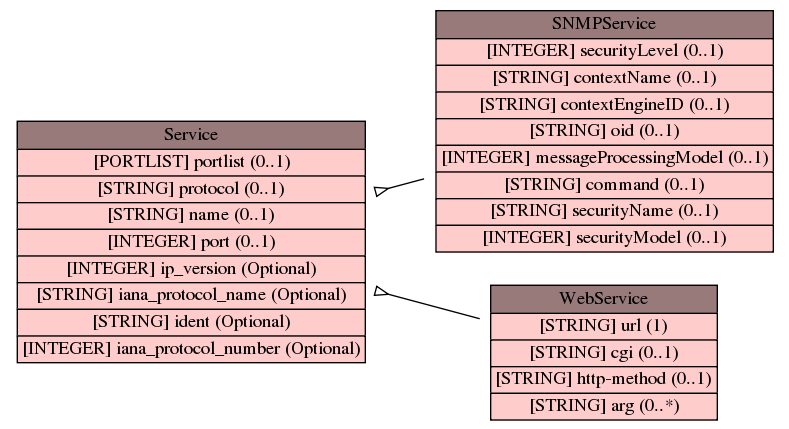 Service
[PORTLIST] portlist (0..1)
[STRING] protocol (0..1)
[STRING] name (0..1)
[INTEGER] port (0..1)
[INTEGER] ip_version (Optional)
[STRING] iana_protocol_name (Optional)
[STRING] ident (Optional)
[INTEGER] iana_protocol_number (Optional)
SNMPService
[INTEGER] securityLevel (0..1)
[STRING] contextName (0..1)
[STRING] contextEngineID (0..1)
[STRING] oid (0..1)
[INTEGER] messageProcessingModel (0..1)
[STRING] command (0..1)
[STRING] securityName (0..1)
[INTEGER] securityModel (0..1)
WebService
[STRING] url (1)
[STRING] cgi (0..1)
[STRING] http-method (0..1)
[STRING] arg (0..*)